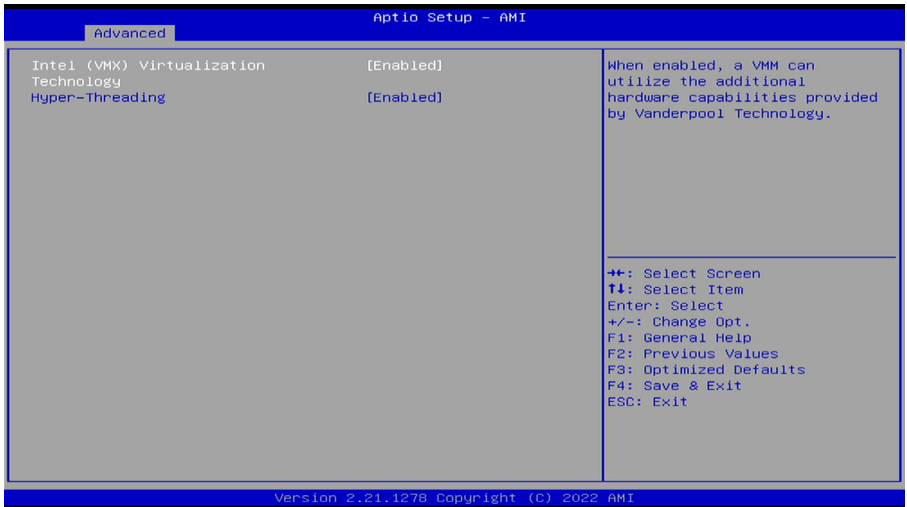 Aptio Setup – AMI
Advanced
Intel (VMX) Virtualization [Enabled]
Technology
Hyper-Threading [Enabled]
When enabled, a VMM can
utilize the additional
hardware capabilities provided
by Vanderpool Technology.
→←: Select Screen
↑↓: Select Item
Enter: Select
+/-: Change Opt.
F1: General Help
F2: Previous Values
F3: Optimized Defaults
F4: Save & Exit
ESC: Exit
Version 2.21.1278 Copyright (C) 2022 AMI